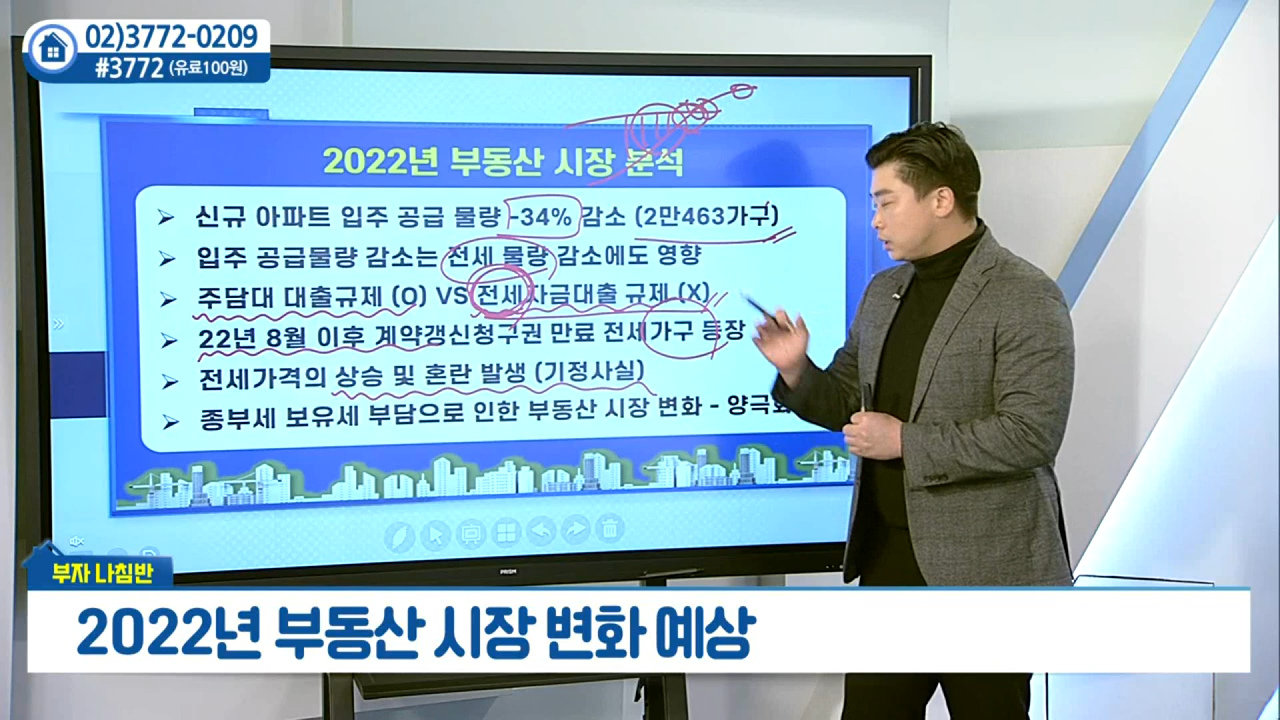 02)3772-0209
#3772 (유료100원)
2022년 부동산 시장 분석
➢ 신규 아파트 입주 공급 물량 -34% 감소 (2만463가구)
➢ 입주 공급물량 감소는 전세 물량 감소에도 영향
➢ 주담대 대출규제 (O) VS 전세자금대출 규제 (X)
➢ 22년 8월 이후 계약갱신청구권 만료 전세가구 등장
➢ 전세가격의 상승 및 혼란 발생 (기정사실)
➢ 종부세 보유세 부담으로 인한 부동산 시장 변화 - 양극화
PRISM
부자 나침반
2022년 부동산 시장 변화 예상